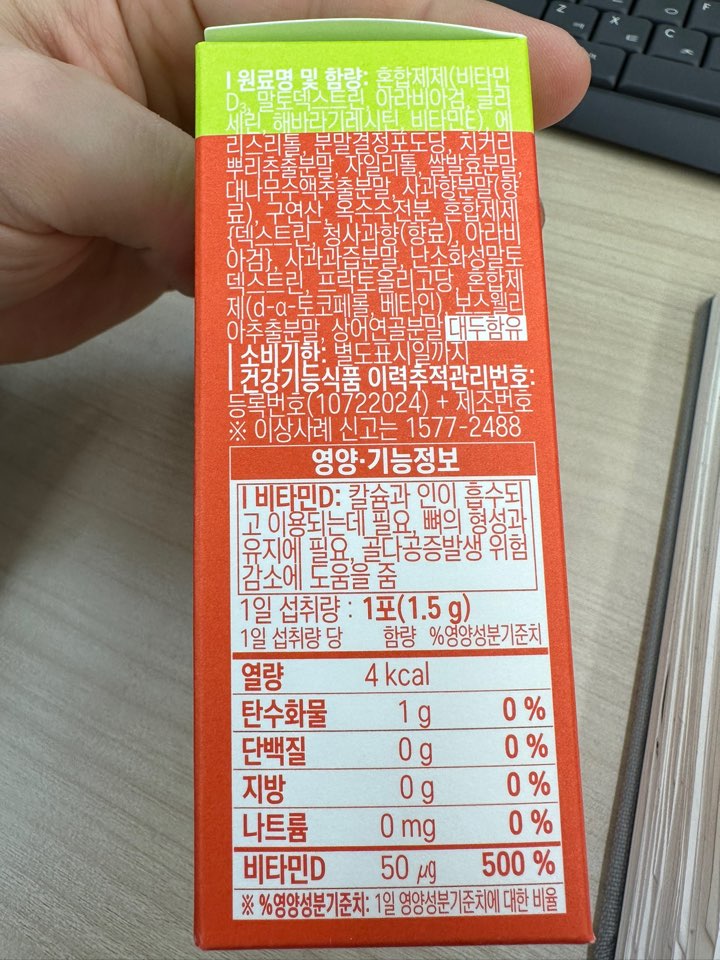 | 원료명 및 함량: 혼합제제(비타민
D₃, 말토덱스트린, 아라비아검, 글리
세린, 해바라기레시틴, 비타민E), 에
리스리톨, 분말결정포도당, 치커리
뿌리추출분말, 자일리톨, 쌀발효분말,
대나무수액추출분말, 사과향분말(향
료), 구연산, 옥수수전분, 혼합제제
{덱스트린, 청사과향(향료), 아라비
아검}, 사과과즙분말, 난소화성말토
덱스트린, 프락토올리고당, 혼합제
제(d-α-토코페롤, 베타인), 보스웰리
아추출분말, 상어연골분말 대두함유
| 소비기한: 별도표시일까지
| 건강기능식품 이력추적관리번호:
등록번호(10722024) + 제조번호
※ 이상사례 신고는 1577-2488
영양·기능정보
| 비타민D: 칼슘과 인이 흡수되
고 이용되는데 필요, 뼈의 형성과
유지에 필요, 골다공증발생 위험
감소에 도움을 줌
1일 섭취량 : 1포(1.5 g)
1일 섭취량 당 함량 %영양성분기준치
열량 4 kcal
탄수화물 1 g 0 %
단백질 0 g 0 %
지방 0 g 0 %
나트륨 0 mg 0 %
비타민D 50 μg 500 %
※ %영양성분기준치: 1일 영양성분기준치에 대한 비율